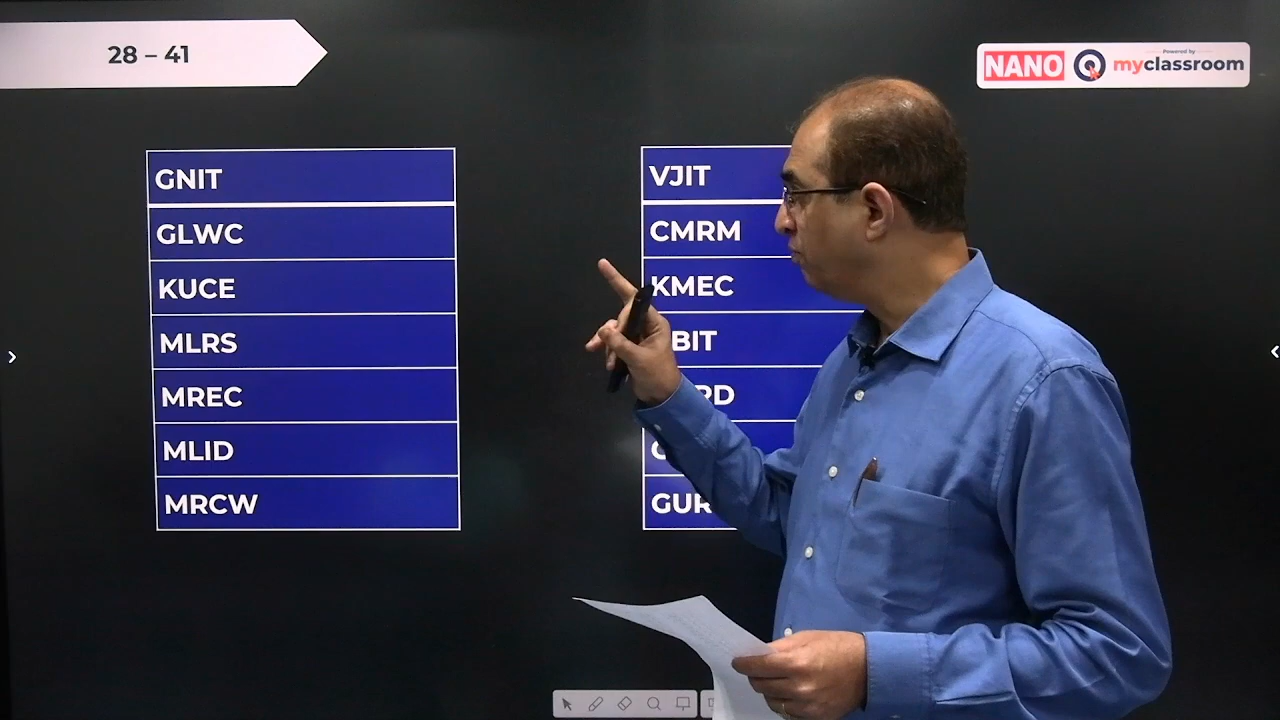 28 – 41
NANO
Powered by
myclassroom
GNIT
GLWC
KUCE
MLRS
MREC
MLID
MRCW
VJIT
CMRM
KMEC